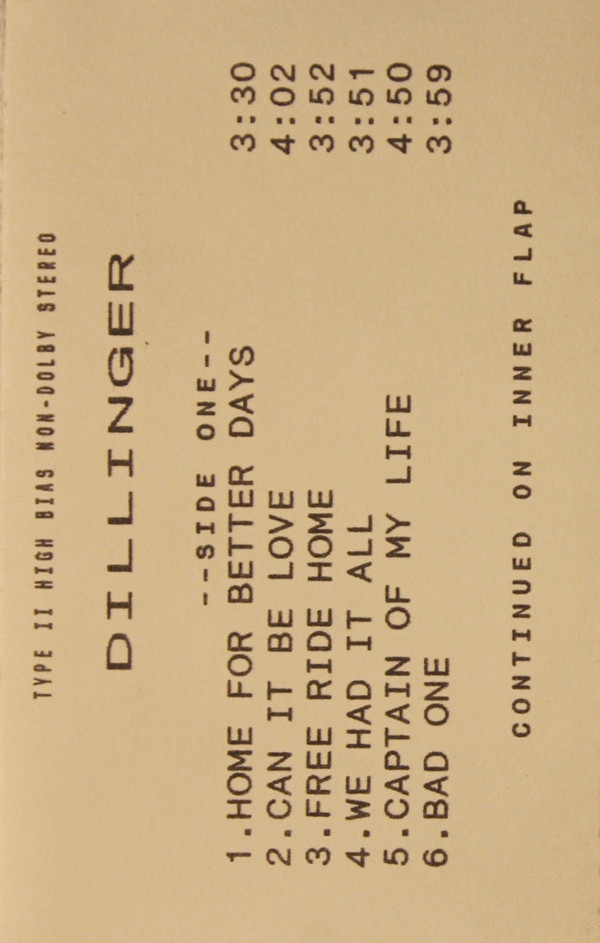 TYPE II HIGH BIAS NON-DOLBY STEREO
DILLINGER
--SIDE ONE--
1.HOME FOR BETTER DAYS 3:30
2.CAN IT BE LOVE 4:02
3.FREE RIDE HOME 3:52
4.WE HAD IT ALL 3:51
5.CAPTAIN OF MY LIFE 4:50
6.BAD ONE 3:59
CONTINUED ON INNER FLAP